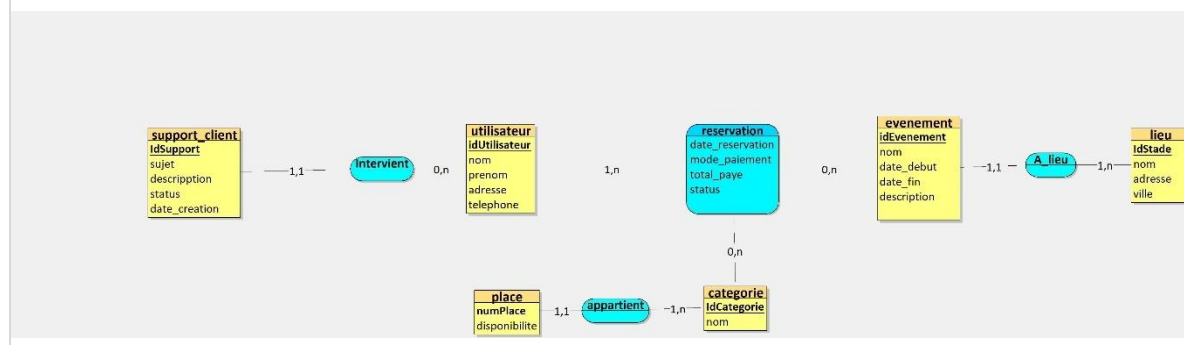 support_client
IdSupport
sujet
descripption
status
date_creation
1,1
Intervient
0,n
utilisateur
idUtilisateur
nom
prenom
adresse
telephone
1,n
reservation
date_reservation
mode_paiement
total_paye
status
0,n
evenement
idEvenement
nom
date_debut
date_fin
description
1,1
A_lieu
1,n
lieu
IdStade
nom
adresse
ville
0,n
place
numPlace
disponibilite
1,1
appartient
1,n
categorie
IdCategorie
nom